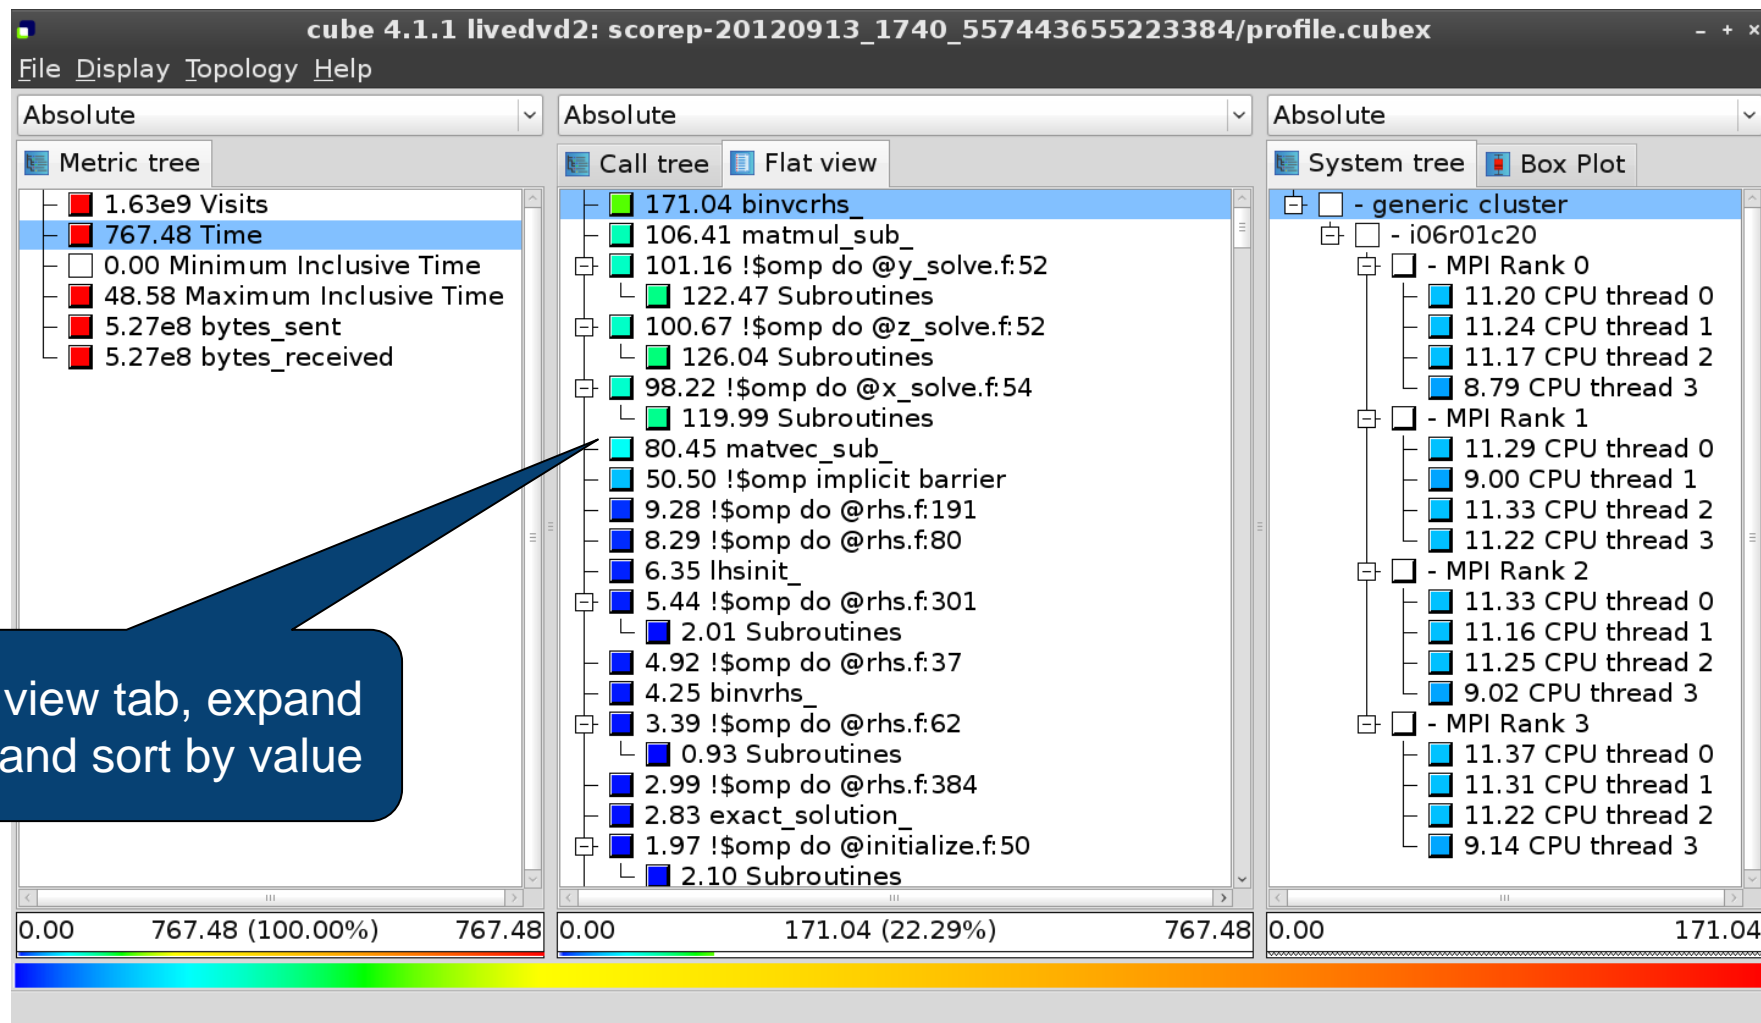 cube 4.1.1 livedvd2: scorep-20120913_1740_557443655223384/profile.cubex
File Display Topology Help
Absolute
Metric tree
1.63e9 Visits
767.48 Time
0.00 Minimum Inclusive Time
48.58 Maximum Inclusive Time
5.27e8 bytes_sent
5.27e8 bytes_received
view tab, expand
and sort by value
0.00 767.48 (100.00%) 767.48
Absolute
Call tree Flat view
171.04 binvcrhs_
106.41 matmul_sub_
101.16 !$omp do @y_solve.f:52
122.47 Subroutines
100.67 !$omp do @z_solve.f:52
126.04 Subroutines
98.22 !$omp do @x_solve.f:54
119.99 Subroutines
80.45 matvec_sub_
50.50 !$omp implicit barrier
9.28 !$omp do @rhs.f:191
8.29 !$omp do @rhs.f:80
6.35 lhsinit_
5.44 !$omp do @rhs.f:301
2.01 Subroutines
4.92 !$omp do @rhs.f:37
4.25 binvrhs_
3.39 !$omp do @rhs.f:62
0.93 Subroutines
2.99 !$omp do @rhs.f:384
2.83 exact_solution_
1.97 !$omp do @initialize.f:50
2.10 Subroutines
0.00 171.04 (22.29%) 767.48
Absolute
System tree Box Plot
- generic cluster
- i06r01c20
- MPI Rank 0
11.20 CPU thread 0
11.24 CPU thread 1
11.17 CPU thread 2
8.79 CPU thread 3
- MPI Rank 1
11.29 CPU thread 0
9.00 CPU thread 1
11.33 CPU thread 2
11.22 CPU thread 3
- MPI Rank 2
11.33 CPU thread 0
11.16 CPU thread 1
11.25 CPU thread 2
9.02 CPU thread 3
- MPI Rank 3
11.37 CPU thread 0
11.31 CPU thread 1
11.22 CPU thread 2
9.14 CPU thread 3
0.00 171.04